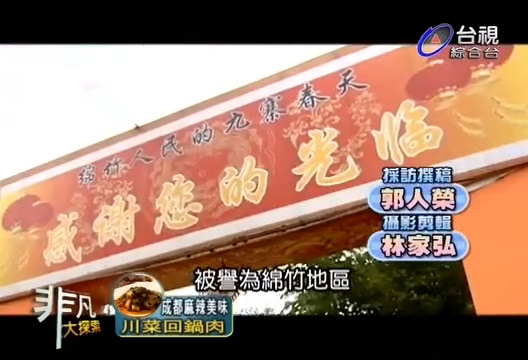 台視
綜合台
綿竹人民的九寨春天
感謝您的光臨
採訪撰稿
郭人榮
攝影剪輯
林家弘
被譽為綿竹地區
非凡
大探索
成都麻辣美味
川菜回鍋肉